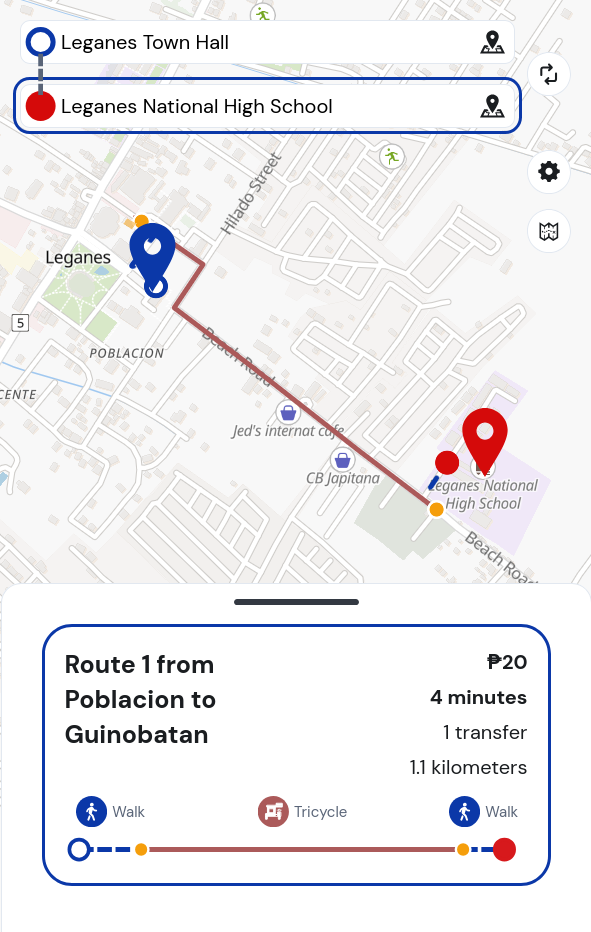 Leganes Town Hall
Leganes National High School
Hilado Street
Leganes
5
POBLACION
CENTE
Beach Road
Jed's internat cafe
CB Japitana
Leganes National
High School
Beach Road
Route 1 from
Poblacion to
Guinobatan
₱20
4 minutes
1 transfer
1.1 kilometers
Walk
Tricycle
Walk